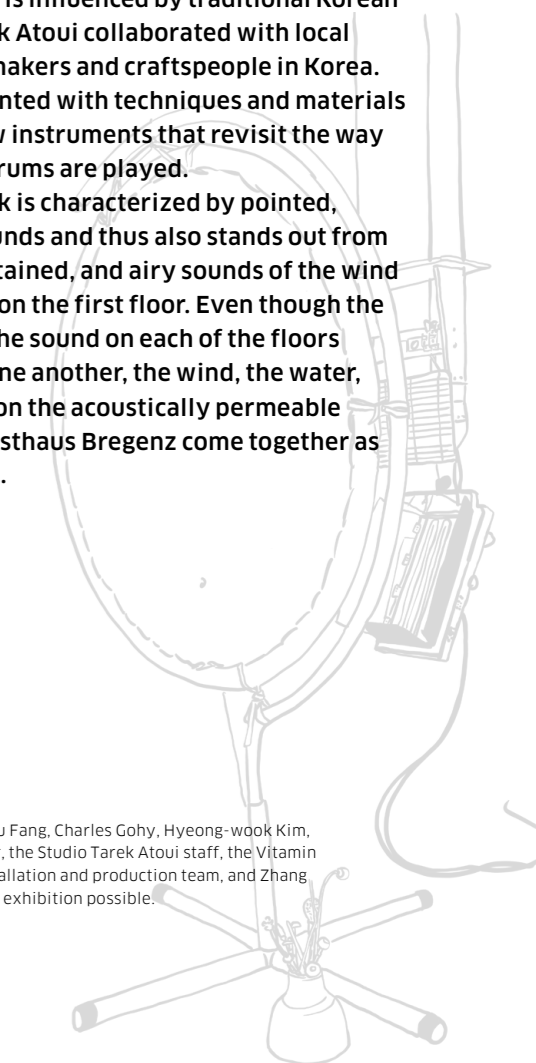 is influenced by traditional Korean
k Atoui collaborated with local
makers and craftspeople in Korea.
nted with techniques and materials
w instruments that revisit the way
rums are played.
k is characterized by pointed,
unds and thus also stands out from
tained, and airy sounds of the wind
on the first floor. Even though the
he sound on each of the floors
ne another, the wind, the water,
on the acoustically permeable
sthaus Bregenz come together as
.
u Fang, Charles Gohy, Hyeong-wook Kim,
, the Studio Tarek Atoui staff, the Vitamin
allation and production team, and Zhang
exhibition possible.